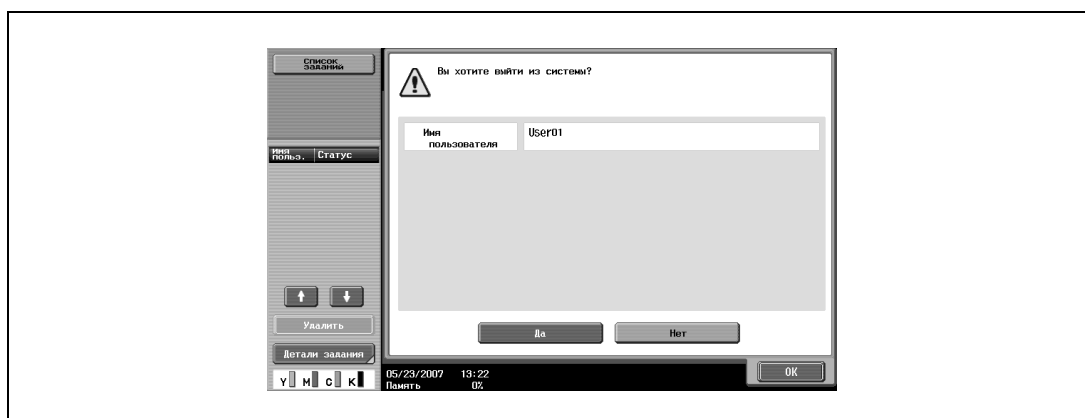 Список
заданий
Имя
польз.
Статус
Удалить
Детали задания
Y M C K
Вы хотите выйти из системы?
Имя
пользователя
User01
Да
Нет
05/23/2007 13:22
Память 0%
OK